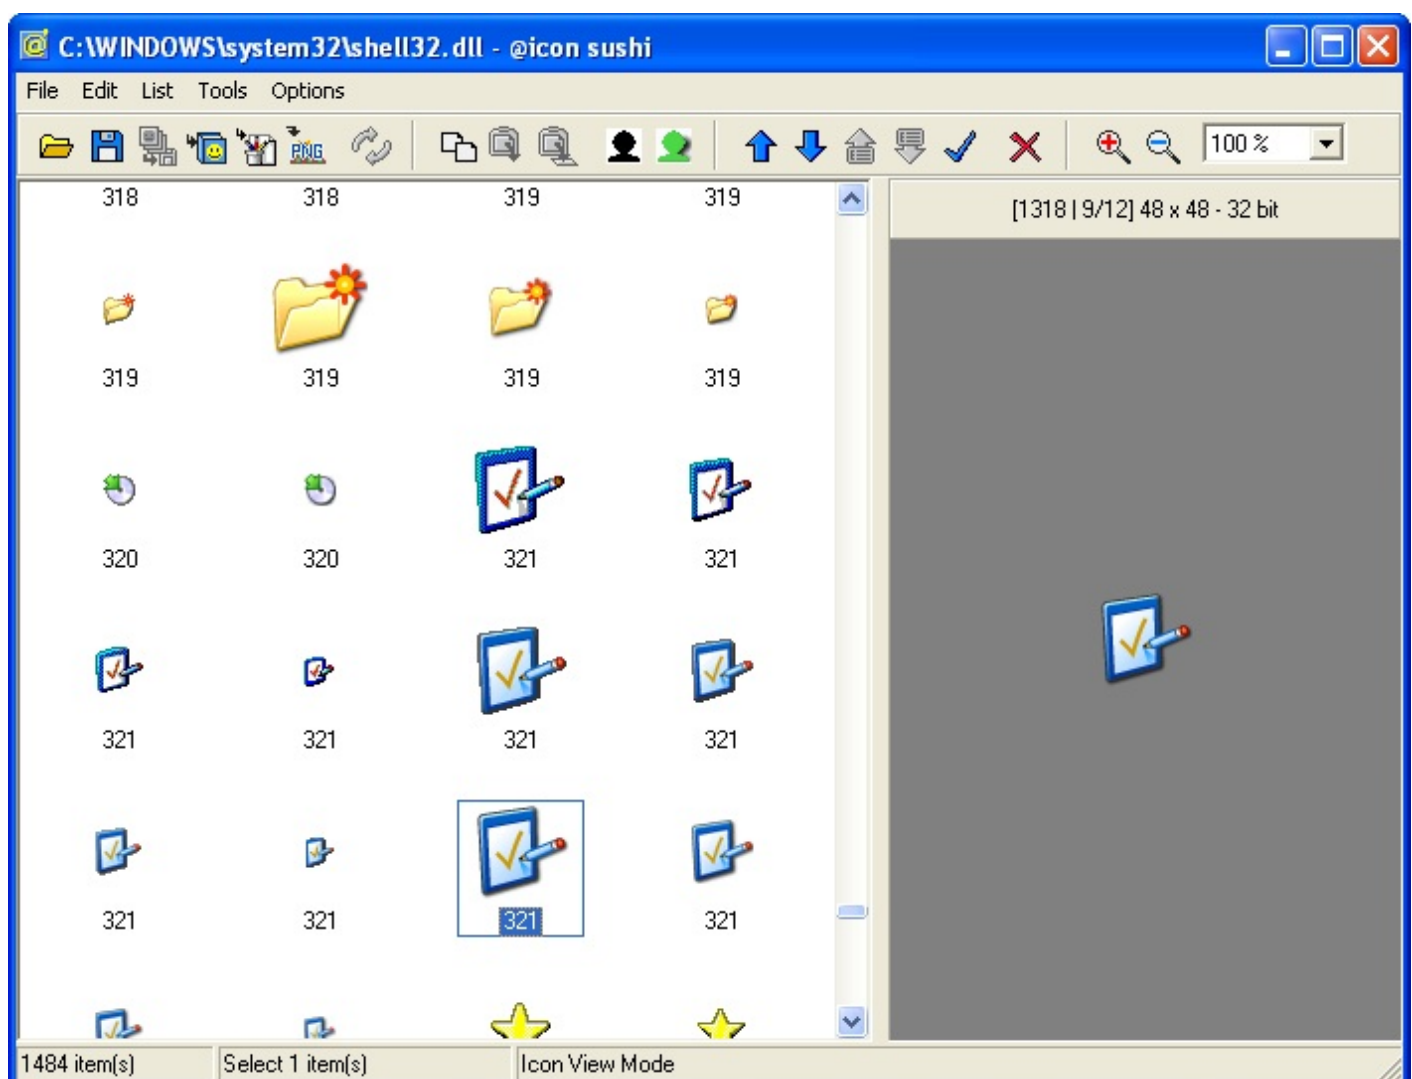 C:\WINDOWS\system32\shell32.dll - @icon sushi
File Edit List Tools Options
PNG 100 %
318 318 319 319
[1318 | 9/12] 48 x 48 - 32 bit
319 319 319 319
320 320 321 321
321 321 321 321
321 321 321 321
1484 item(s) Select 1 item(s) Icon View Mode